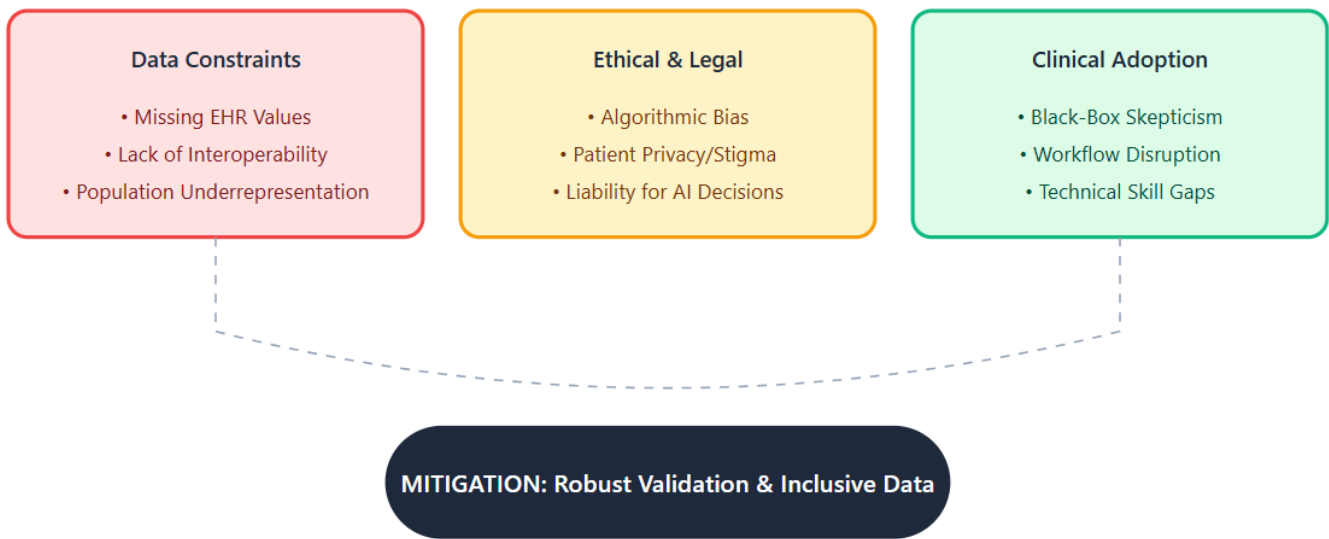 Data Constraints
• Missing EHR Values
• Lack of Interoperability
• Population Underrepresentation
Ethical & Legal
• Algorithmic Bias
• Patient Privacy/Stigma
• Liability for AI Decisions
Clinical Adoption
• Black-Box Skepticism
• Workflow Disruption
• Technical Skill Gaps
MITIGATION: Robust Validation & Inclusive Data